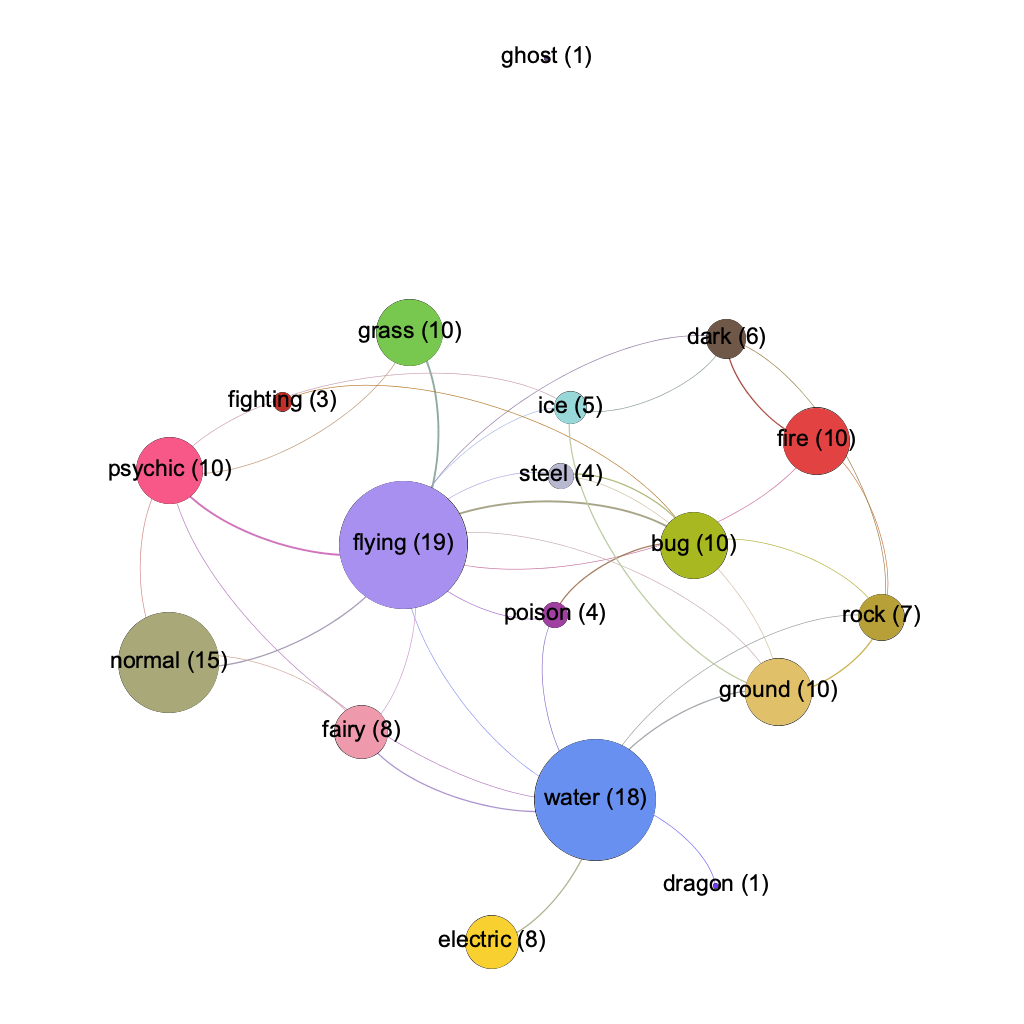 ghost (1)
grass (10)
dark (6)
fighting (3)
ice (5)
fire (10)
psychic (10)
steel (4)
flying (19)
bug (10)
poison (4)
rock (7)
normal (15)
ground (10)
fairy (8)
water (18)
dragon (1)
electric (8)